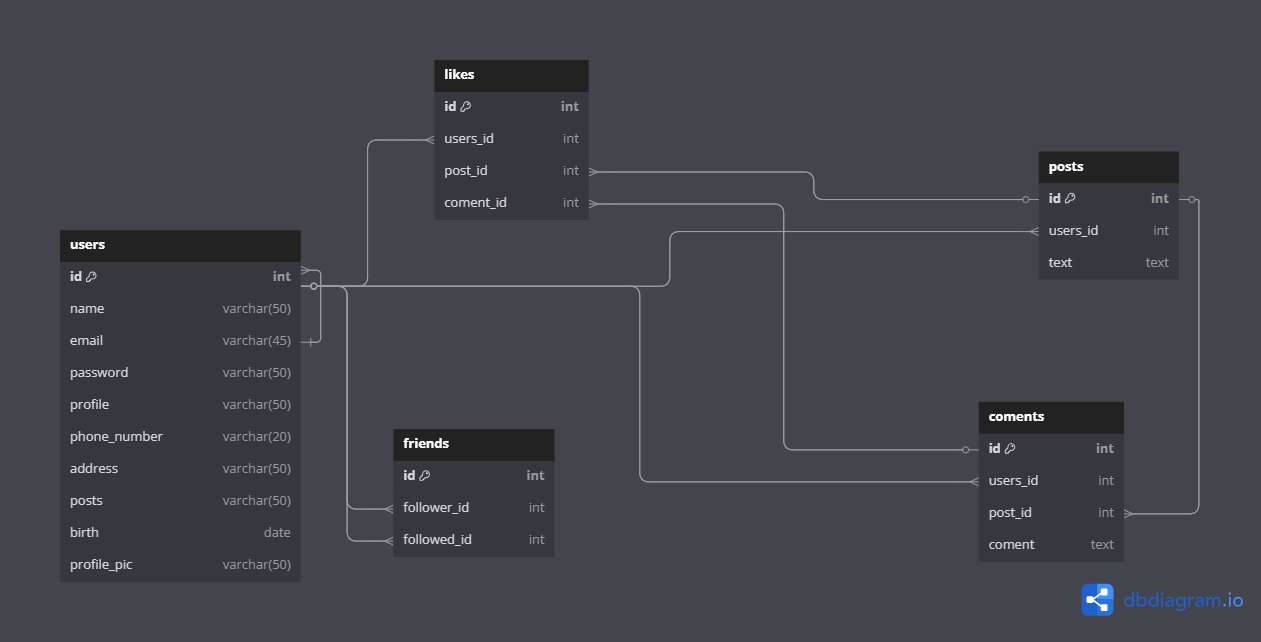 likes
id int
users_id int
post_id int
coment_id int
posts
id int
users_id int
text text
users
id int
name varchar(50)
email varchar(45)
password varchar(50)
profile varchar(50)
phone_number varchar(20)
address varchar(50)
posts varchar(50)
birth date
profile_pic varchar(50)
friends
id int
follower_id int
followed_id int
coments
id int
users_id int
post_id int
coment text
dbdiagram.io